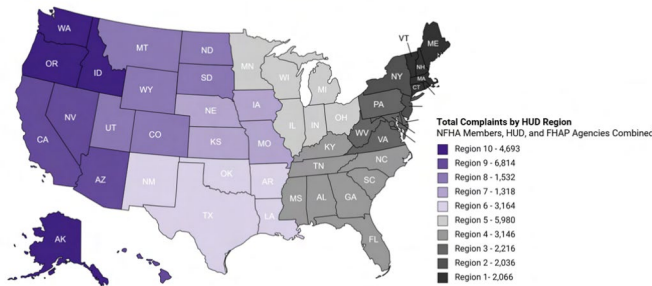 WA
OR
ID
MT
ND
SD
WY
NV
UT
CO
CA
AZ
NM
NE
KS
IA
MO
OK
AR
TX
LA
MN
WI
MI
IL
IN
OH
KY
TN
MS
AL
GA
FL
SC
NC
WV
VA
PA
NY
VT
ME
NH
MA
CT
AK
Total Complaints by HUD Region
NFHA Members, HUD, and FHAP Agencies Combined
Region 10 - 4,693
Region 9 - 6,814
Region 8 - 1,532
Region 7 - 1,318
Region 6 - 3,164
Region 5 - 5,980
Region 4 - 3,146
Region 3 - 2,216
Region 2 - 2,036
Region 1- 2,066